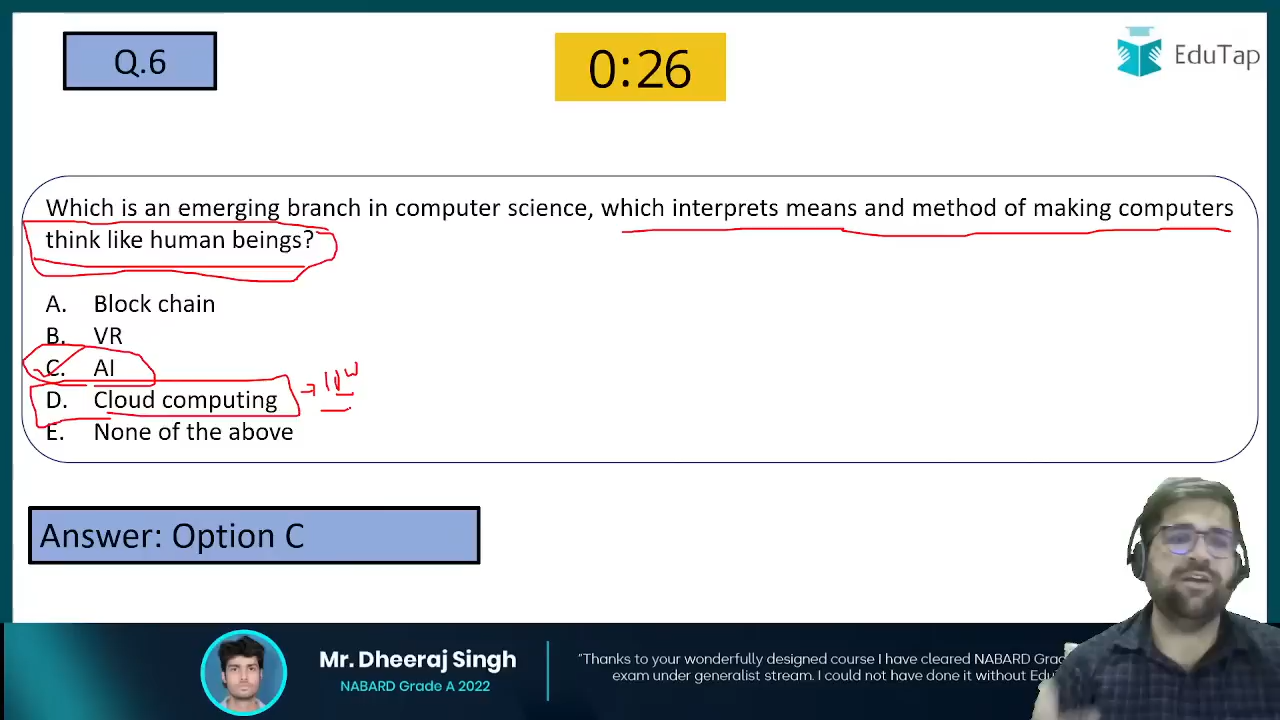 Q.6
0:26
EduTap
Which is an emerging branch in computer science, which interprets means and method of making computers
think like human beings?
A. Block chain
B. VR
C. AI
D. Cloud computing
E. None of the above
Answer: Option C
Mr. Dheeraj Singh
NABARD Grade A 2022
"Thanks to your wonderfully designed course I have cleared NABARD Grad
exam under generalist stream. I could not have done it without Edu